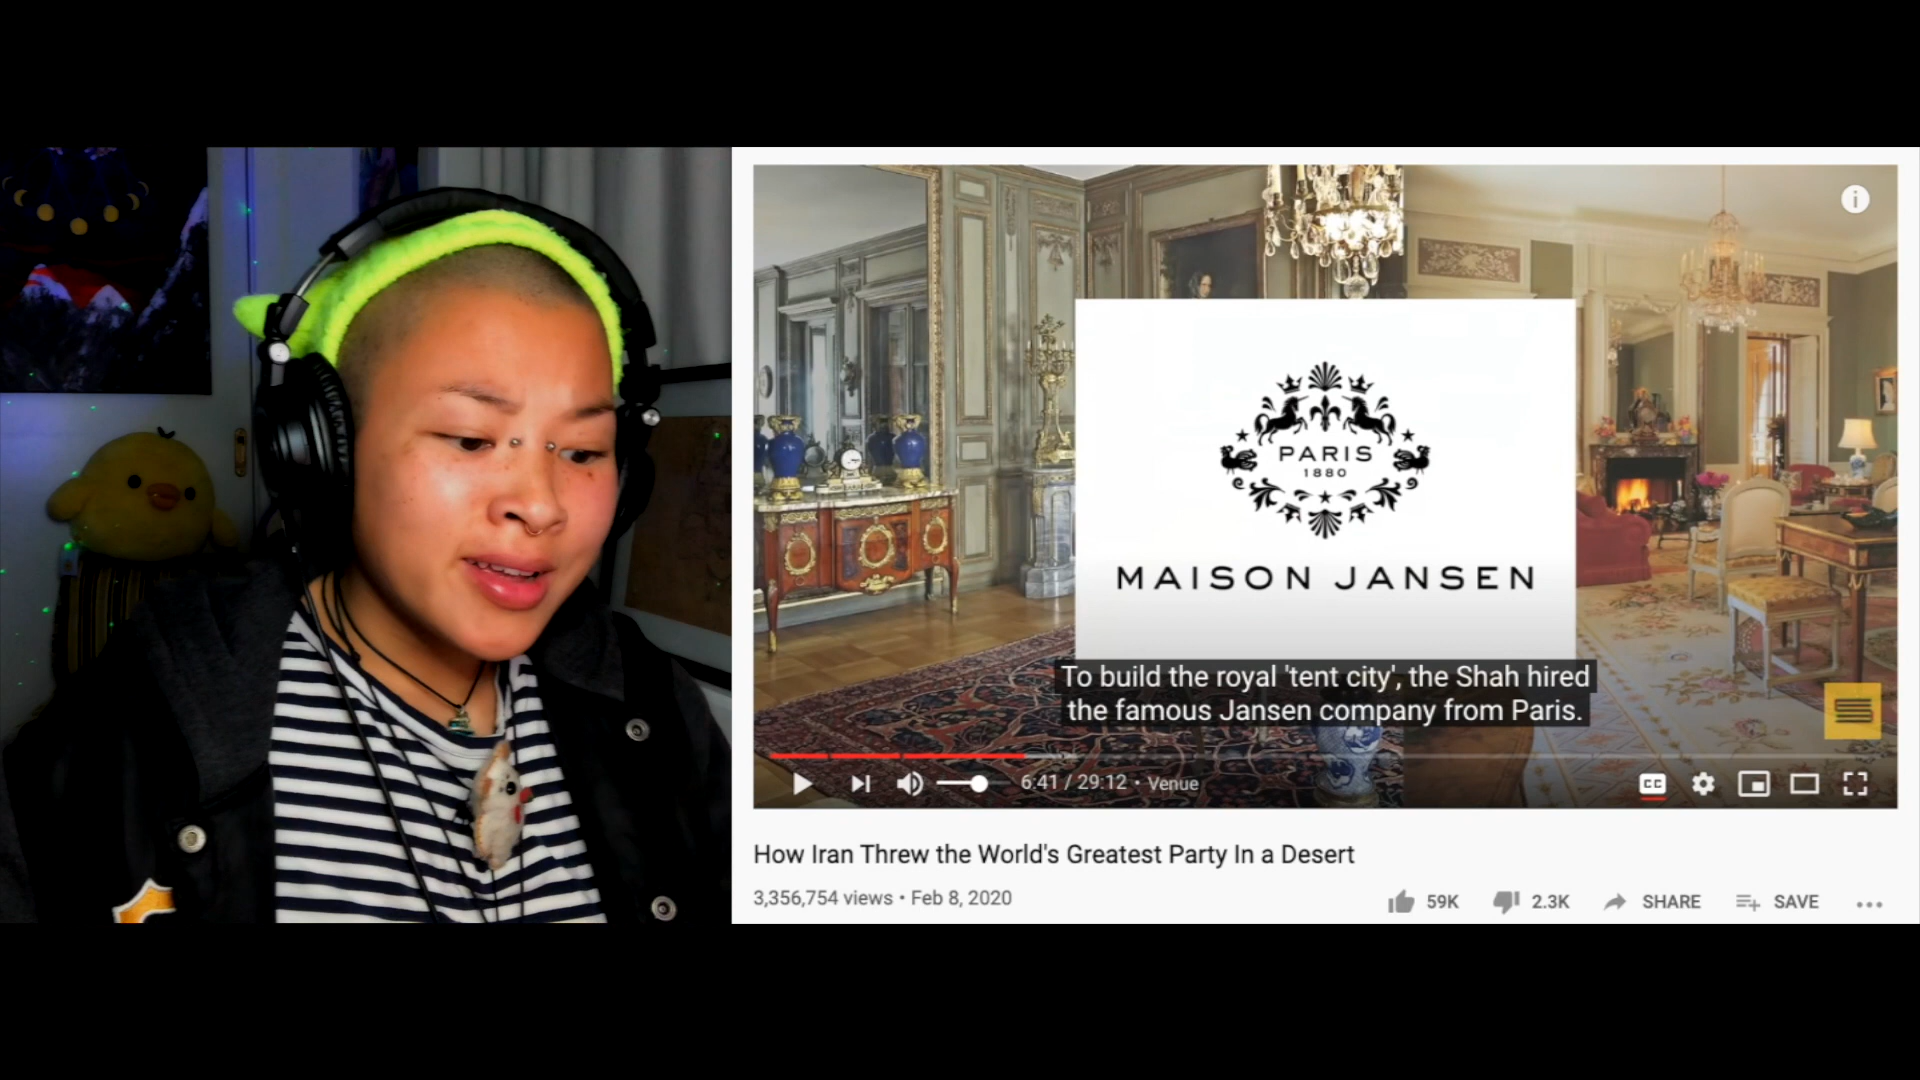 PARIS
1880
MAISON JANSEN
To build the royal 'tent city', the Shah hired
the famous Jansen company from Paris.
6:41 / 29:12 • Venue
CC
How Iran Threw the World's Greatest Party In a Desert
3,356,754 views • Feb 8, 2020
59K
2.3K
SHARE
SAVE